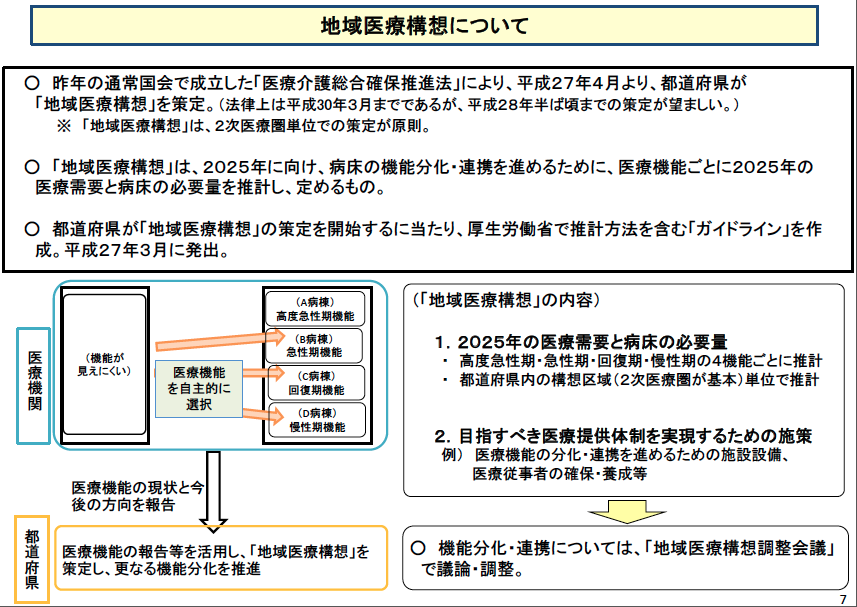 地域医療構想について
○ 昨年の通常国会で成立した「医療介護総合確保推進法」により、平成27年4月より、都道府県が
「地域医療構想」を策定。（法律上は平成30年3月までであるが、平成28年半ば頃までの策定が望ましい。）
※ 「地域医療構想」は、2次医療圏単位での策定が原則。
○ 「地域医療構想」は、2025年に向け、病床の機能分化・連携を進めるために、医療機能ごとに2025年の
医療需要と病床の必要量を推計し、定めるもの。
○ 都道府県が「地域医療構想」の策定を開始するに当たり、厚生労働省で推計方法を含む「ガイドライン」を作
成。平成27年3月に発出。
医療機関
（機能が
見えにくい）
医療機能
を自主的に
選択
（A病棟）
高度急性期機能
（B病棟）
急性期機能
（C病棟）
回復期機能
（D病棟）
慢性期機能
医療機能の現状と今
後の方向を報告
都道府県
医療機能の報告等を活用し、「地域医療構想」を
策定し、更なる機能分化を推進
（「地域医療構想」の内容）
1．2025年の医療需要と病床の必要量
・ 高度急性期・急性期・回復期・慢性期の4機能ごとに推計
・ 都道府県内の構想区域（2次医療圏が基本）単位で推計
2．目指すべき医療提供体制を実現するための施策
例） 医療機能の分化・連携を進めるための施設設備、
医療従事者の確保・養成等
○ 機能分化・連携については、「地域医療構想調整会議」
で議論・調整。
7